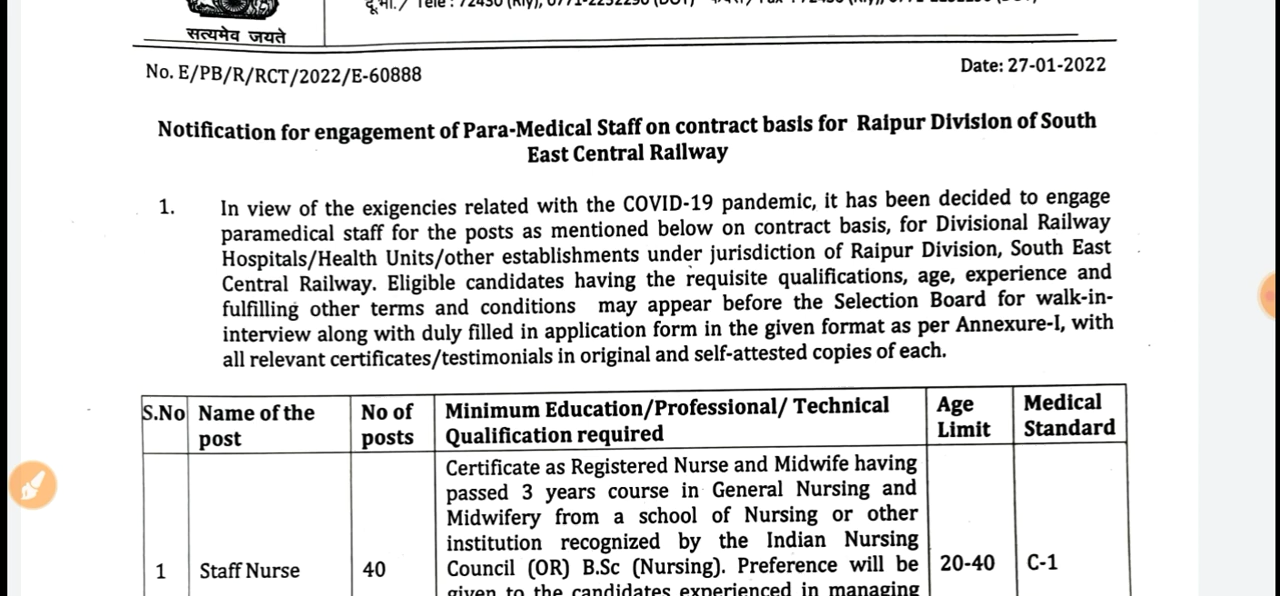 सत्यमेव जयते
No. E/PB/R/RCT/2022/E-60888
Date: 27-01-2022
Notification for engagement of Para-Medical Staff on contract basis for Raipur Division of South
East Central Railway
1. In view of the exigencies related with the COVID-19 pandemic, it has been decided to engage
paramedical staff for the posts as mentioned below on contract basis, for Divisional Railway
Hospitals/Health Units/other establishments under jurisdiction of Raipur Division, South East
Central Railway. Eligible candidates having the requisite qualifications, age, experience and
fulfilling other terms and conditions may appear before the Selection Board for walk-in-
interview along with duly filled in application form in the given format as per Annexure-I, with
all relevant certificates/testimonials in original and self-attested copies of each.
S.No Name of the No of Minimum Education/Professional/ Technical Age Medical
post posts Qualification required Limit Standard
Certificate as Registered Nurse and Midwife having
passed 3 years course in General Nursing and
Midwifery from a school of Nursing or other
institution recognized by the Indian Nursing
1 Staff Nurse 40 Council (OR) B.Sc (Nursing). Preference will be 20-40 C-1
given to the candidates experienced in managing